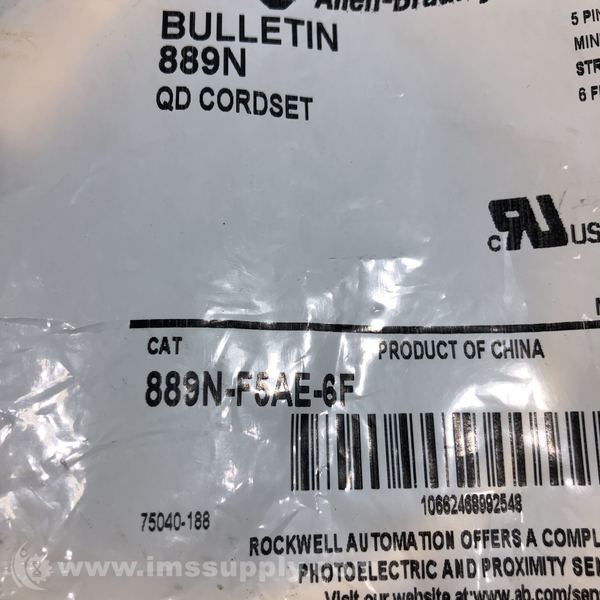 Allen-Bradley
BULLETIN
889N
QD CORDSET
5 PIN
MIN
STR
6 F
c US
CAT
PRODUCT OF CHINA
889N-F5AE-6F
10662468992548
75040-188
ROCKWELL AUTOMATION OFFERS A COMPL
PHOTOELECTRIC AND PROXIMITY SEN
Visit our website at:www.ab.com/sens
www.imssupply